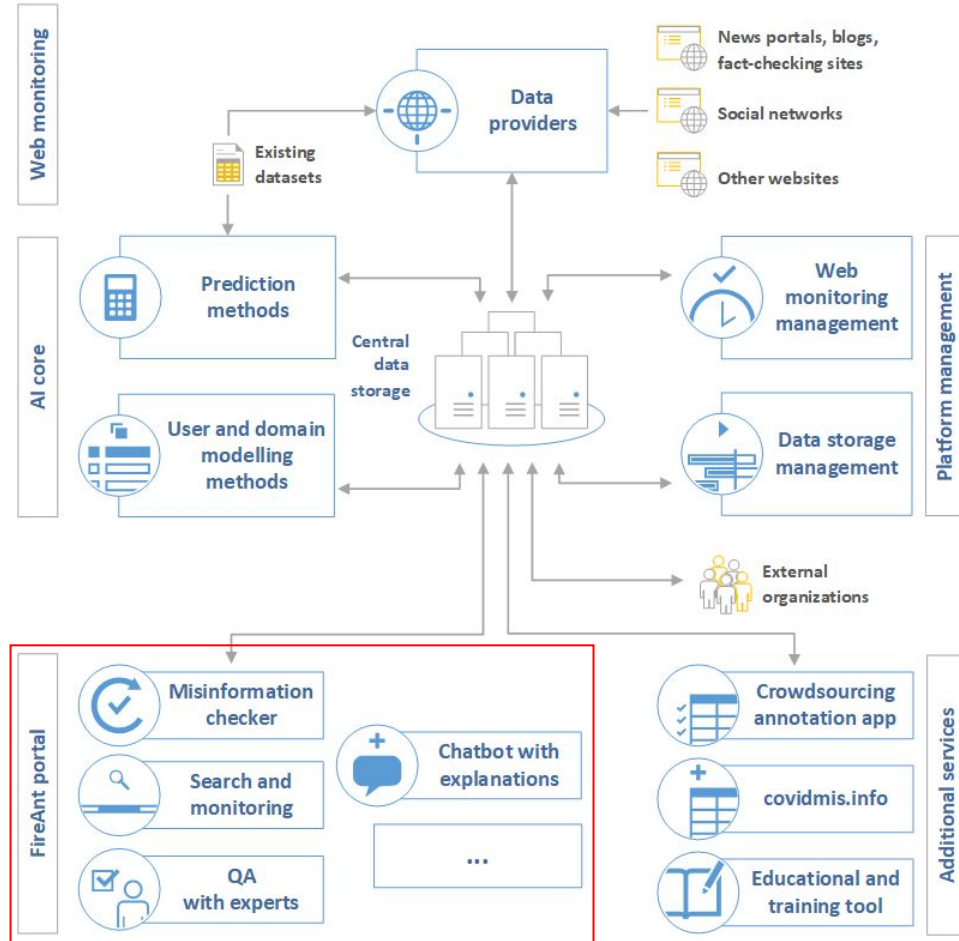 Web monitoring
Data
providers
News portals, blogs,
fact-checking sites
Social networks
Other websites
Existing
datasets
AI core
Prediction
methods
User and domain
modelling
methods
Central
data
storage
Platform management
Web
monitoring
management
Data storage
management
External
organizations
FireAnt portal
Misinformation
checker
Search and
monitoring
QA
with experts
Chatbot with
explanations
...
Additional services
Crowdsourcing
annotation app
covidmis.info
Educational and
training tool